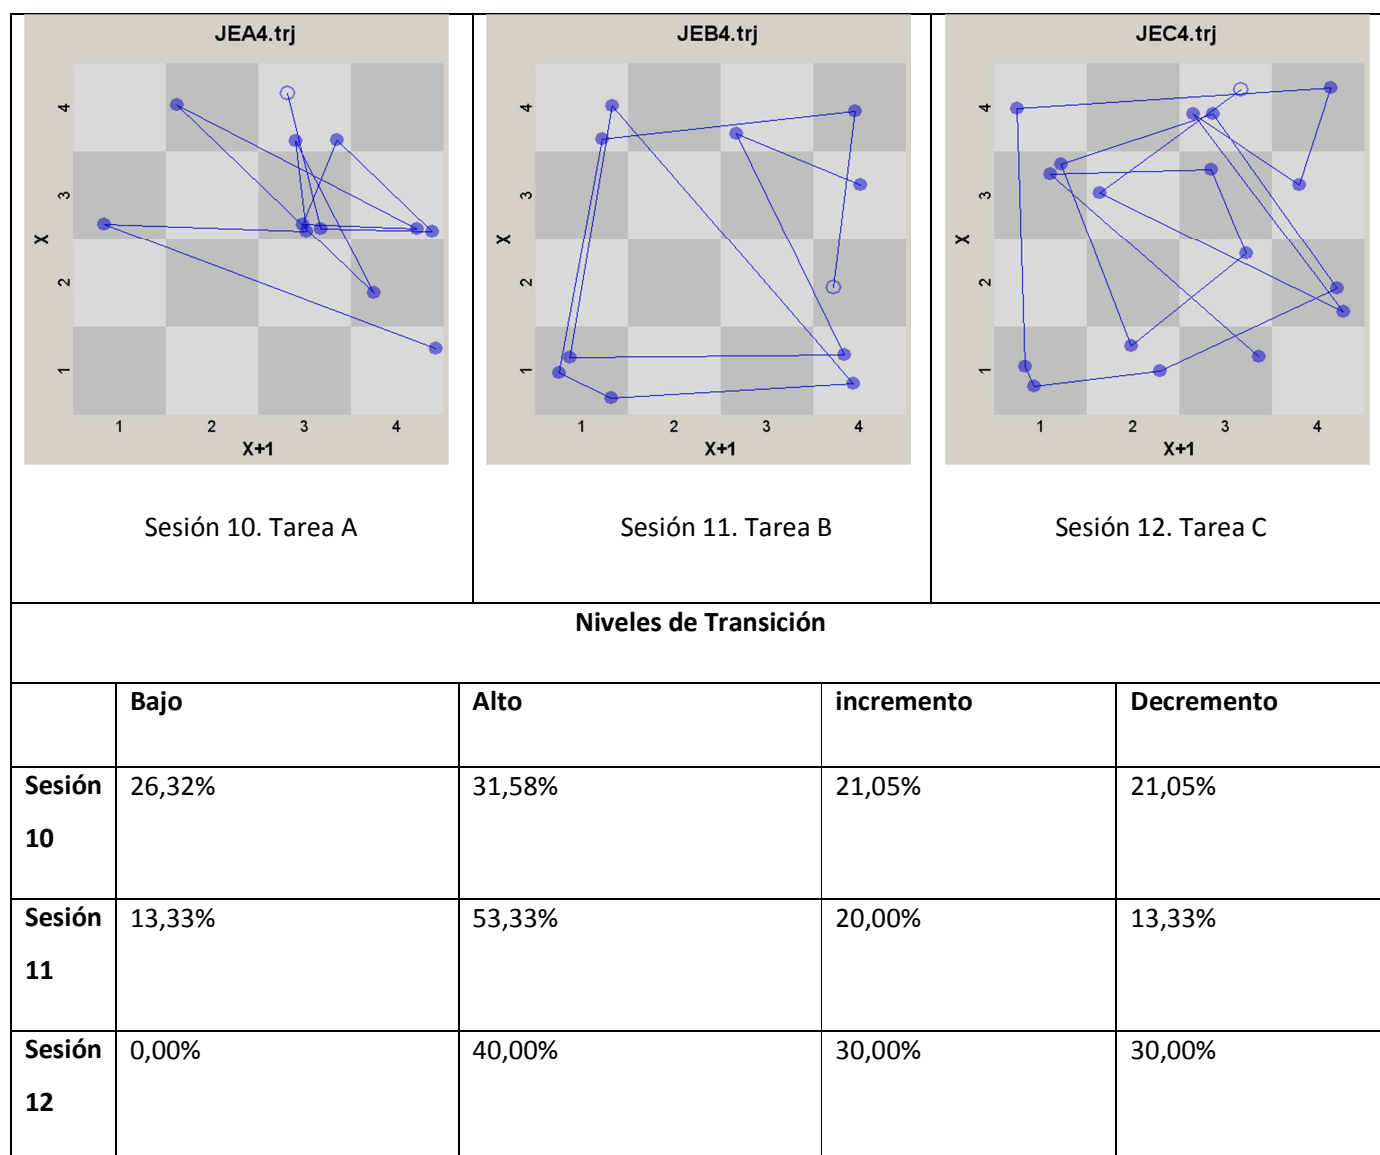 JEA4.trj
4
3
X
2
1
1 2 3 4
X+1
Sesión 10. Tarea A
JEB4.trj
4
3
X
2
1
1 2 3 4
X+1
Sesión 11. Tarea B
JEC4.trj
4
3
X
2
1
1 2 3 4
X+1
Sesión 12. Tarea C
Niveles de Transición
Bajo Alto incremento Decremento
Sesión 10 26,32% 31,58% 21,05% 21,05%
Sesión 11 13,33% 53,33% 20,00% 13,33%
Sesión 12 0,00% 40,00% 30,00% 30,00%